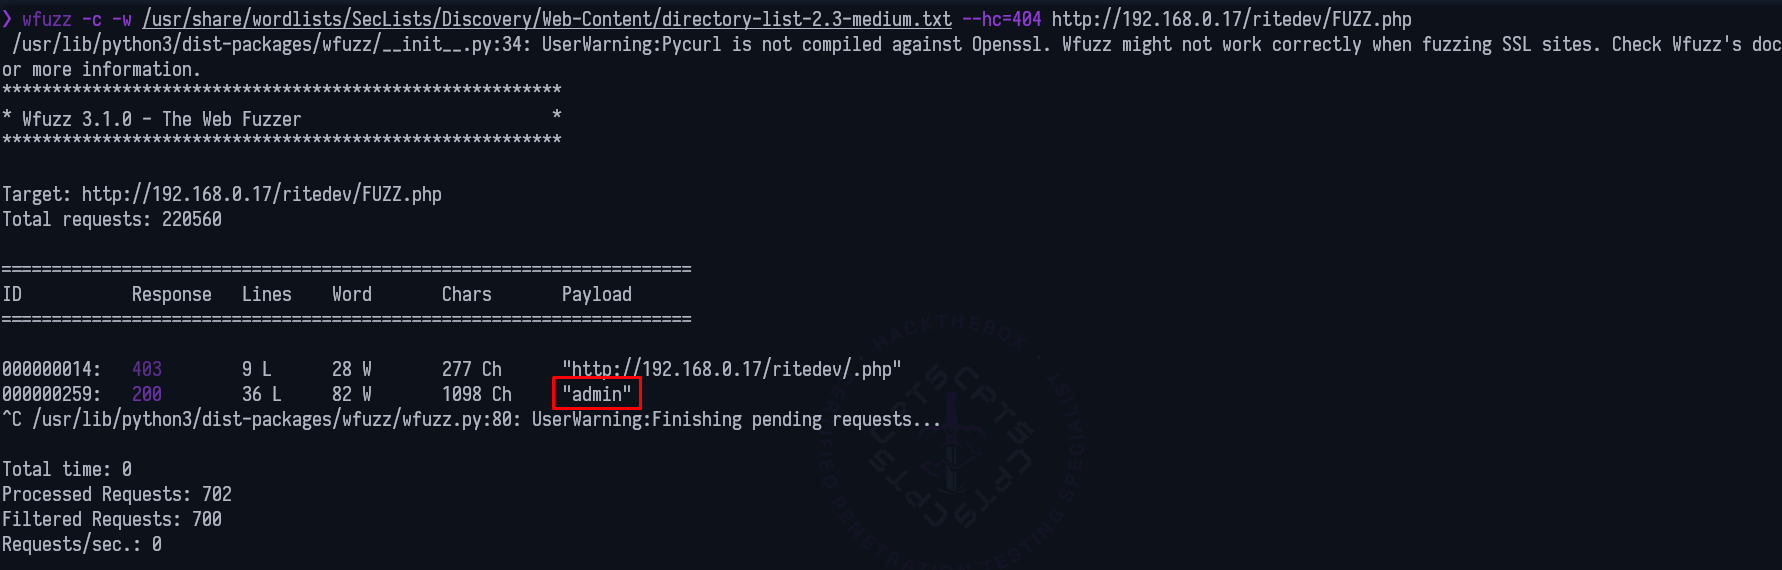 ❯ wfuzz -c -w /usr/share/wordlists/SecLists/Discovery/Web-Content/directory-list-2.3-medium.txt --hc=404 http://192.168.0.17/ritedev/FUZZ.php
/usr/lib/python3/dist-packages/wfuzz/__init__.py:34: UserWarning:Pycurl is not compiled against Openssl. Wfuzz might not work correctly when fuzzing SSL sites. Check Wfuzz's doc
or more information.
********************************************************
* Wfuzz 3.1.0 - The Web Fuzzer                         *
********************************************************
Target: http://192.168.0.17/ritedev/FUZZ.php
Total requests: 220560
=====================================================================
ID           Response   Lines    Word       Chars       Payload
=====================================================================
000000014:   403        9 L      28 W       277 Ch      "http://192.168.0.17/ritedev/.php"
000000259:   200        36 L     82 W       1098 Ch     "admin"
^C /usr/lib/python3/dist-packages/wfuzz/wfuzz.py:80: UserWarning:Finishing pending requests...
HACKTHEBOX
CPTS CPTS CPTS CPTS
Total time: 0
Processed Requests: 702
Filtered Requests: 700
Requests/sec.: 0